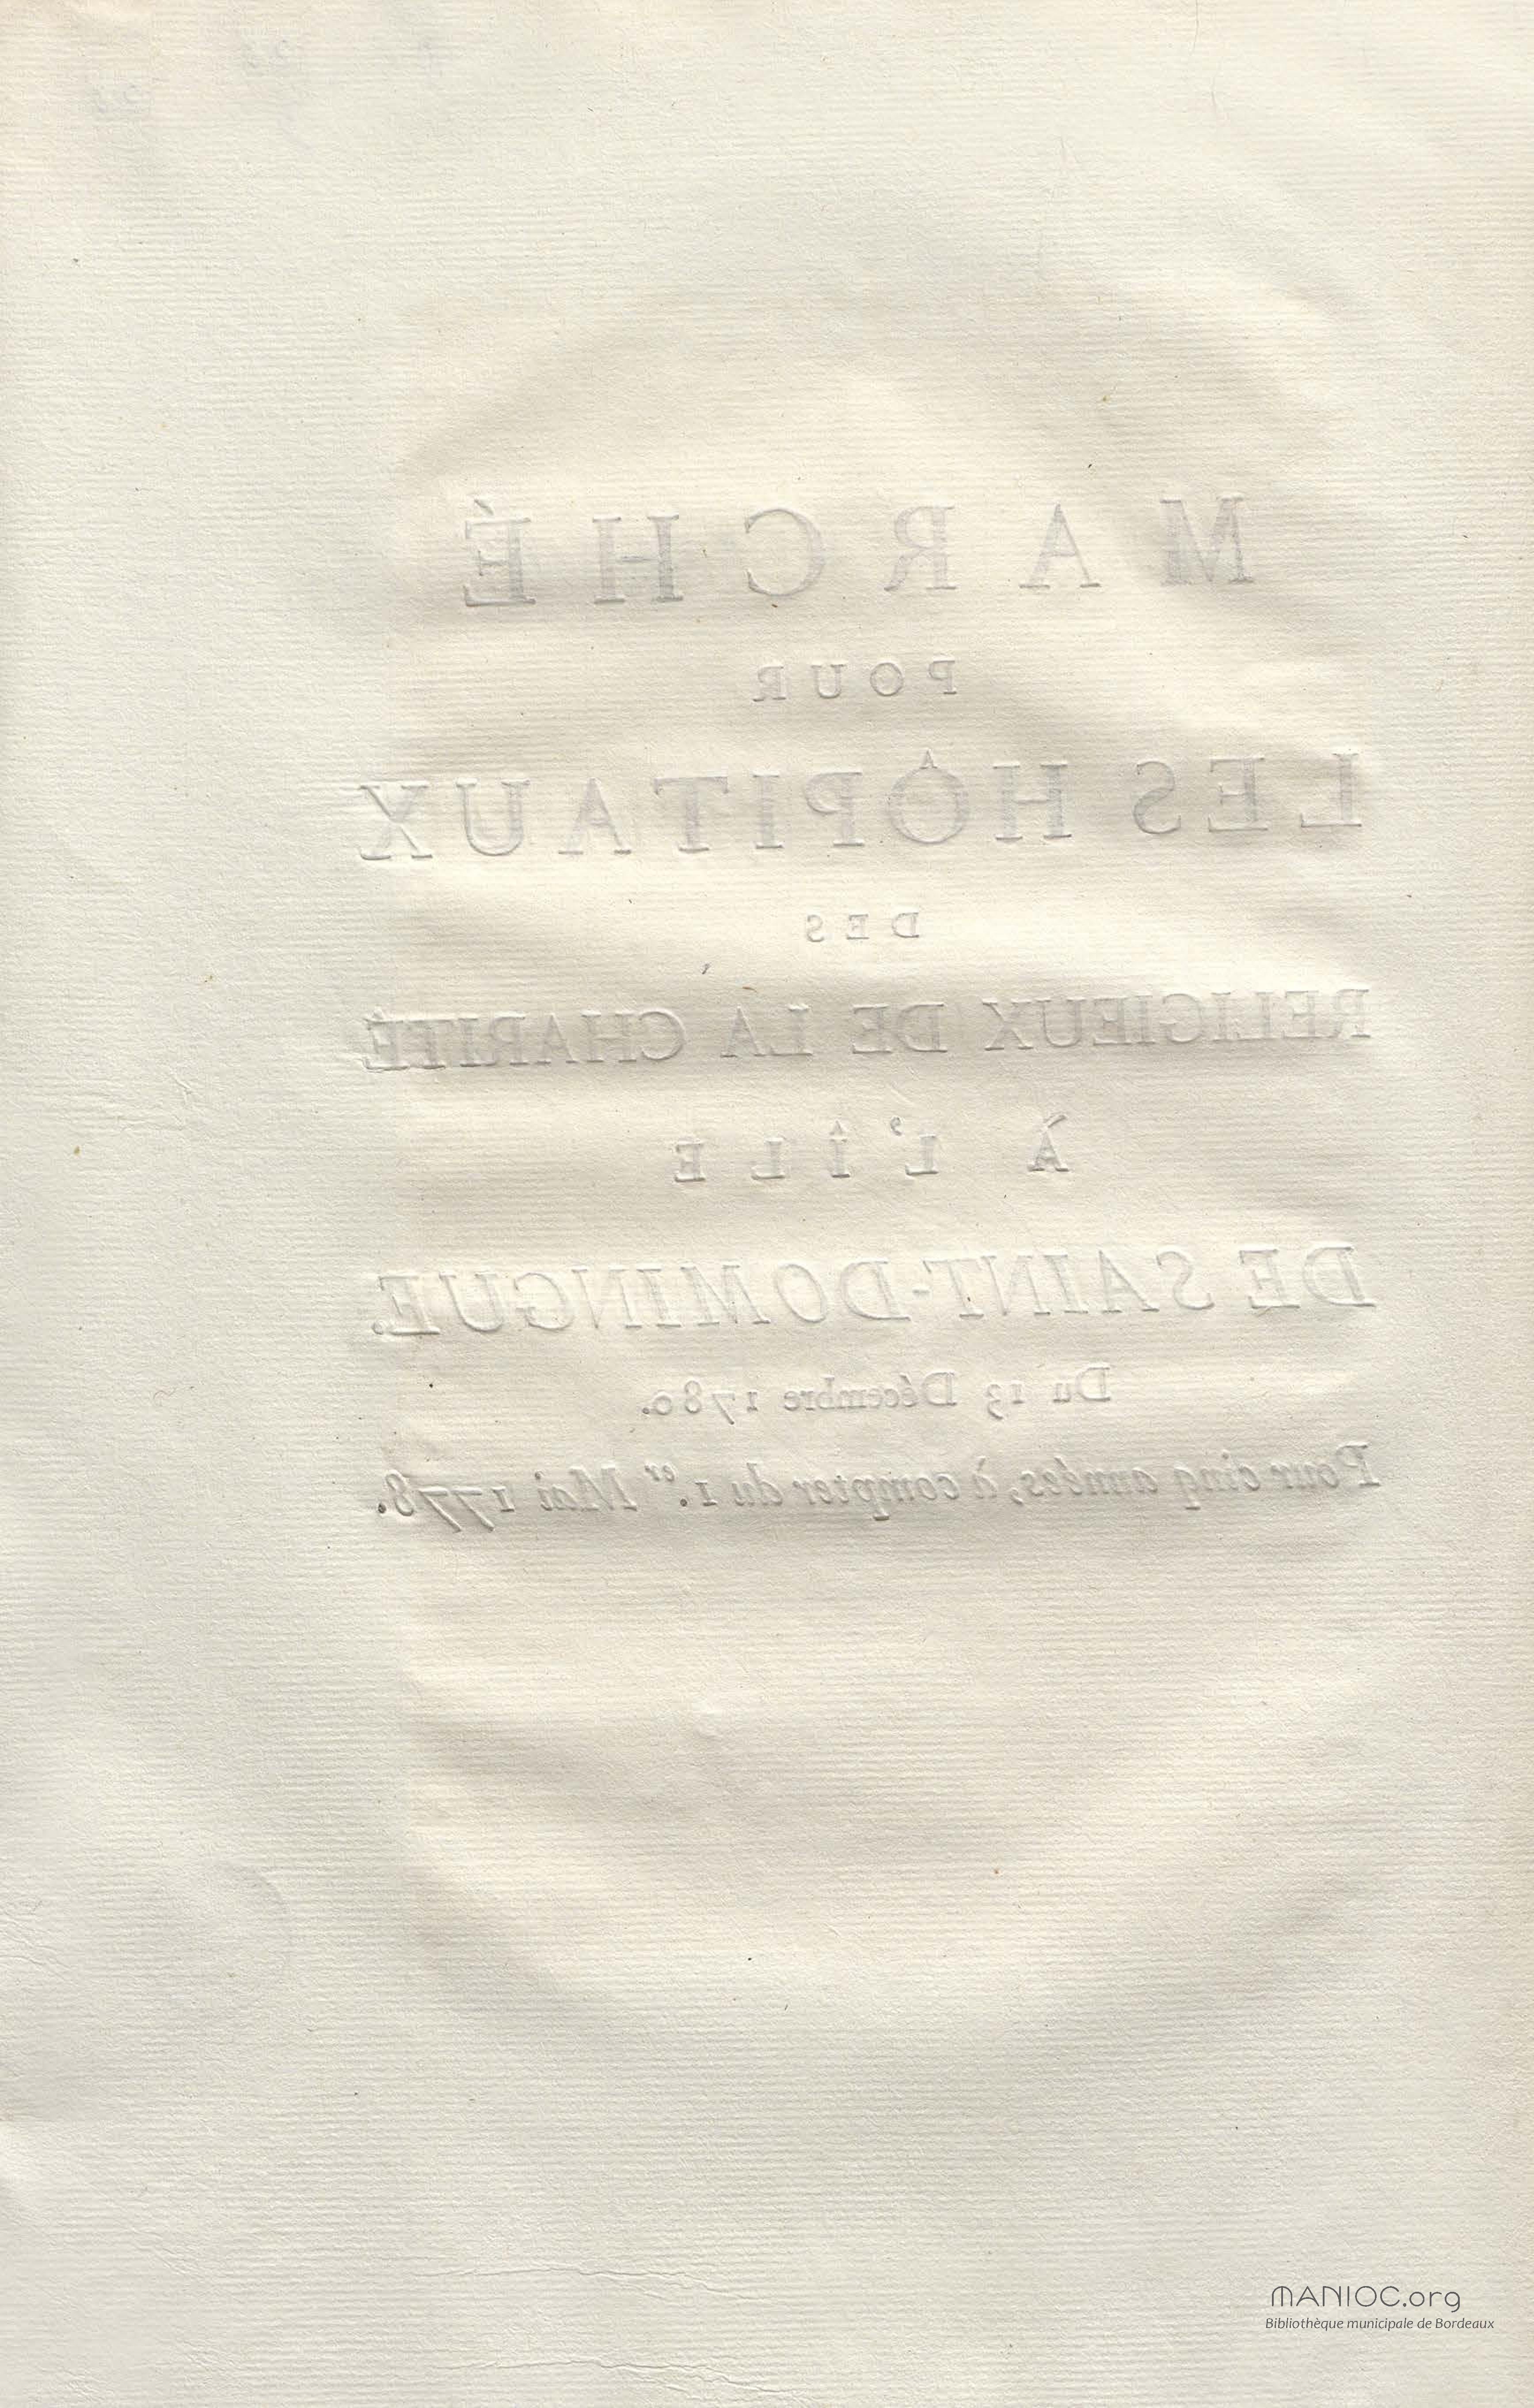 MARCHÉ
POUR
LES HÔPITAUX
DES
RELIGIEUX DE LA CHARITÉ
À L'ÎLE
DE SAINT-DOMINGUE.
Du 13 Décembre 1780.
Pour cinq années, à compter du 1.er Mai 1778.
MANIOC.org
Bibliothèque municipale de Bordeaux